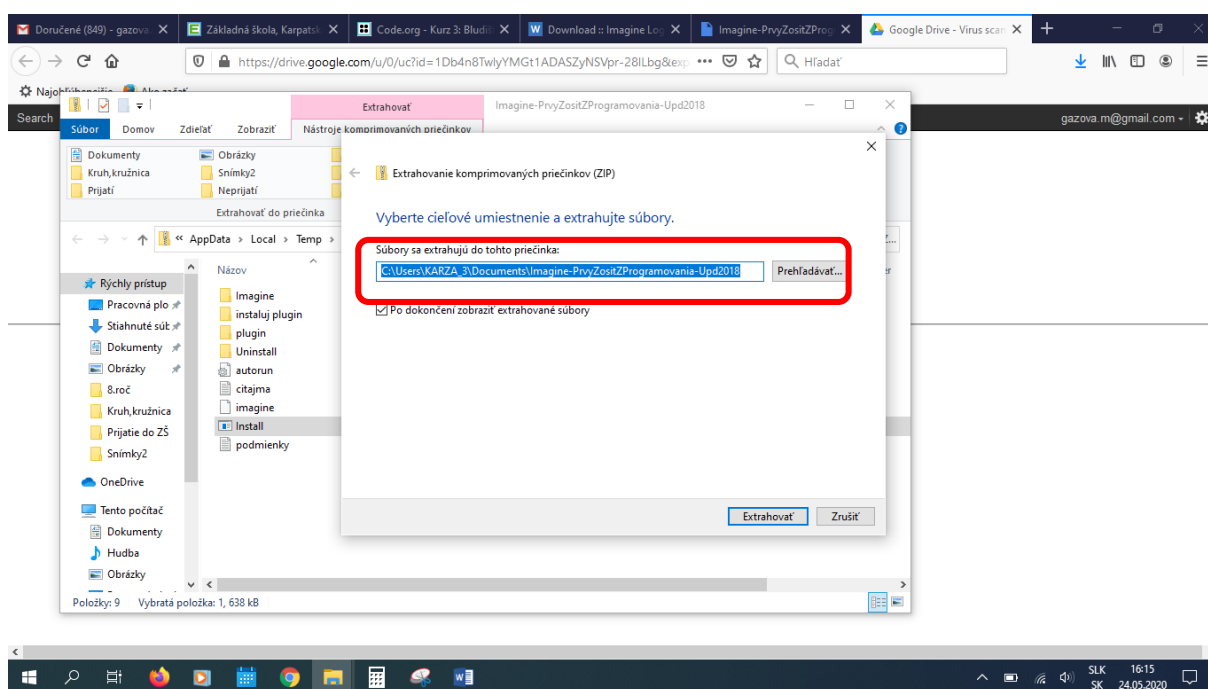 Doručené (849) - gazova
Základná škola, Karpatsk
Code.org - Kurz 3: Bludi
Download :: Imagine Log
Imagine-PrvyZositZProg
Google Drive - Virus scan
https://drive.google.com/u/0/uc?id=1Db4n8TwIyYMGt1ADASZyNSVpr-28ILbg&exp
Hľadať
Search
gazova.m@gmail.com
Extrahovať
Imagine-PrvyZositZProgramovania-Upd2018
Súbor Domov Zdieľať Zobraziť Nástroje komprimovaných priečinkov
Dokumenty Obrázky
Kruh,kružnica Snímky2
Prijatí Neprijatí
Extrahovať do priečinka
« AppData > Local > Temp >
Názov
Rýchly prístup
Pracovná plo
Stiahnuté súb
Dokumenty
Obrázky
8.roč
Kruh,kružnica
Prijatie do ZŠ
Snímky2
OneDrive
Tento počítač
Dokumenty
Hudba
Obrázky
Imagine
instaluj plugin
plugin
Uninstall
autorun
citajma
imagine
Install
podmienky
Položky: 9 Vybratá položka: 1, 638 kB
Extrahovanie komprimovaných priečinkov (ZIP)
Vyberte cieľové umiestnenie a extrahujte súbory.
Súbory sa extrahujú do tohto priečinka:
C:\Users\KARZA_3\Documents\Imagine-PrvyZositZProgramovania-Upd2018
Prehľadávať...
Po dokončení zobraziť extrahované súbory
Extrahovať Zrušiť
SLK
SK
16:15
24.05.2020